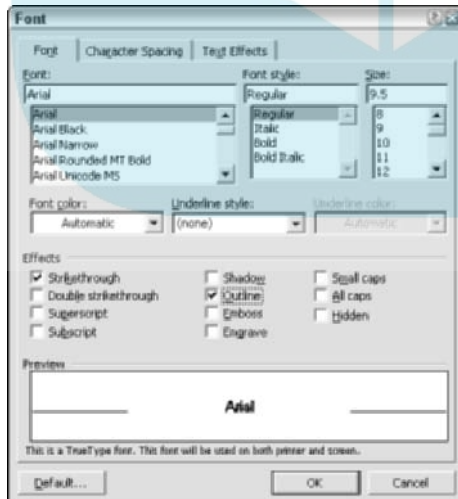 Font
Font Character Spacing Text Effects
Font: Font style: Size:
Arial Regular 9.5
Arial Regular 8
Arial Black Italic 9
Arial Narrow Bold 10
Arial Rounded MT Bold Bold Italic 11
Arial Unicode MS 12
Font color: Underline style: Underline color:
Automatic (none) Automatic
Effects
Strikethrough Shadow Small caps
Double strikethrough Outline All caps
Superscript Emboss Hidden
Subscript Engrave
Preview
Arial
This is a TrueType font. This font will be used on both printer and screen.
Default... OK Cancel